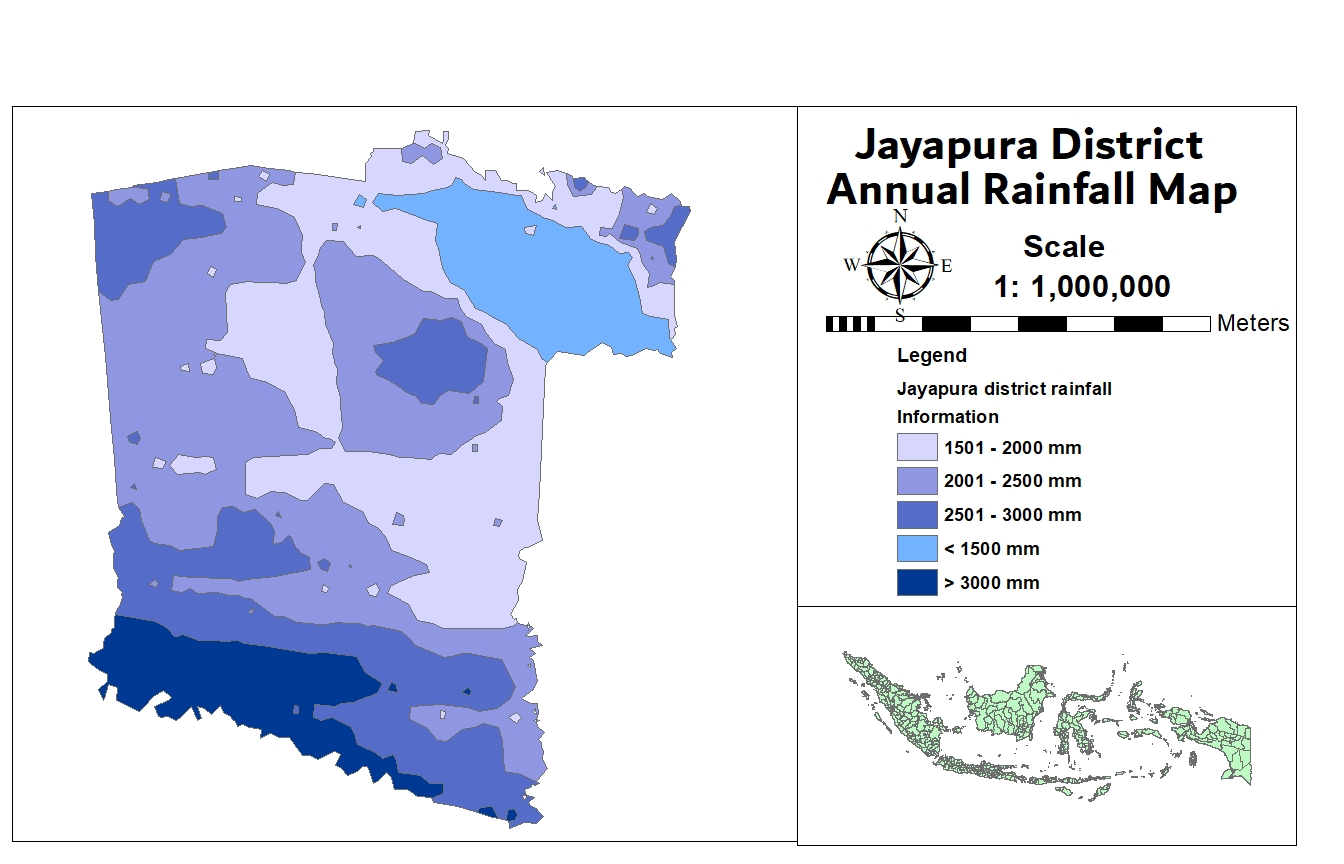 Jayapura District
Annual Rainfall Map
N
W
E
S
Scale
1: 1,000,000
Meters
Legend
Jayapura district rainfall
Information
1501 - 2000 mm
2001 - 2500 mm
2501 - 3000 mm
< 1500 mm
> 3000 mm